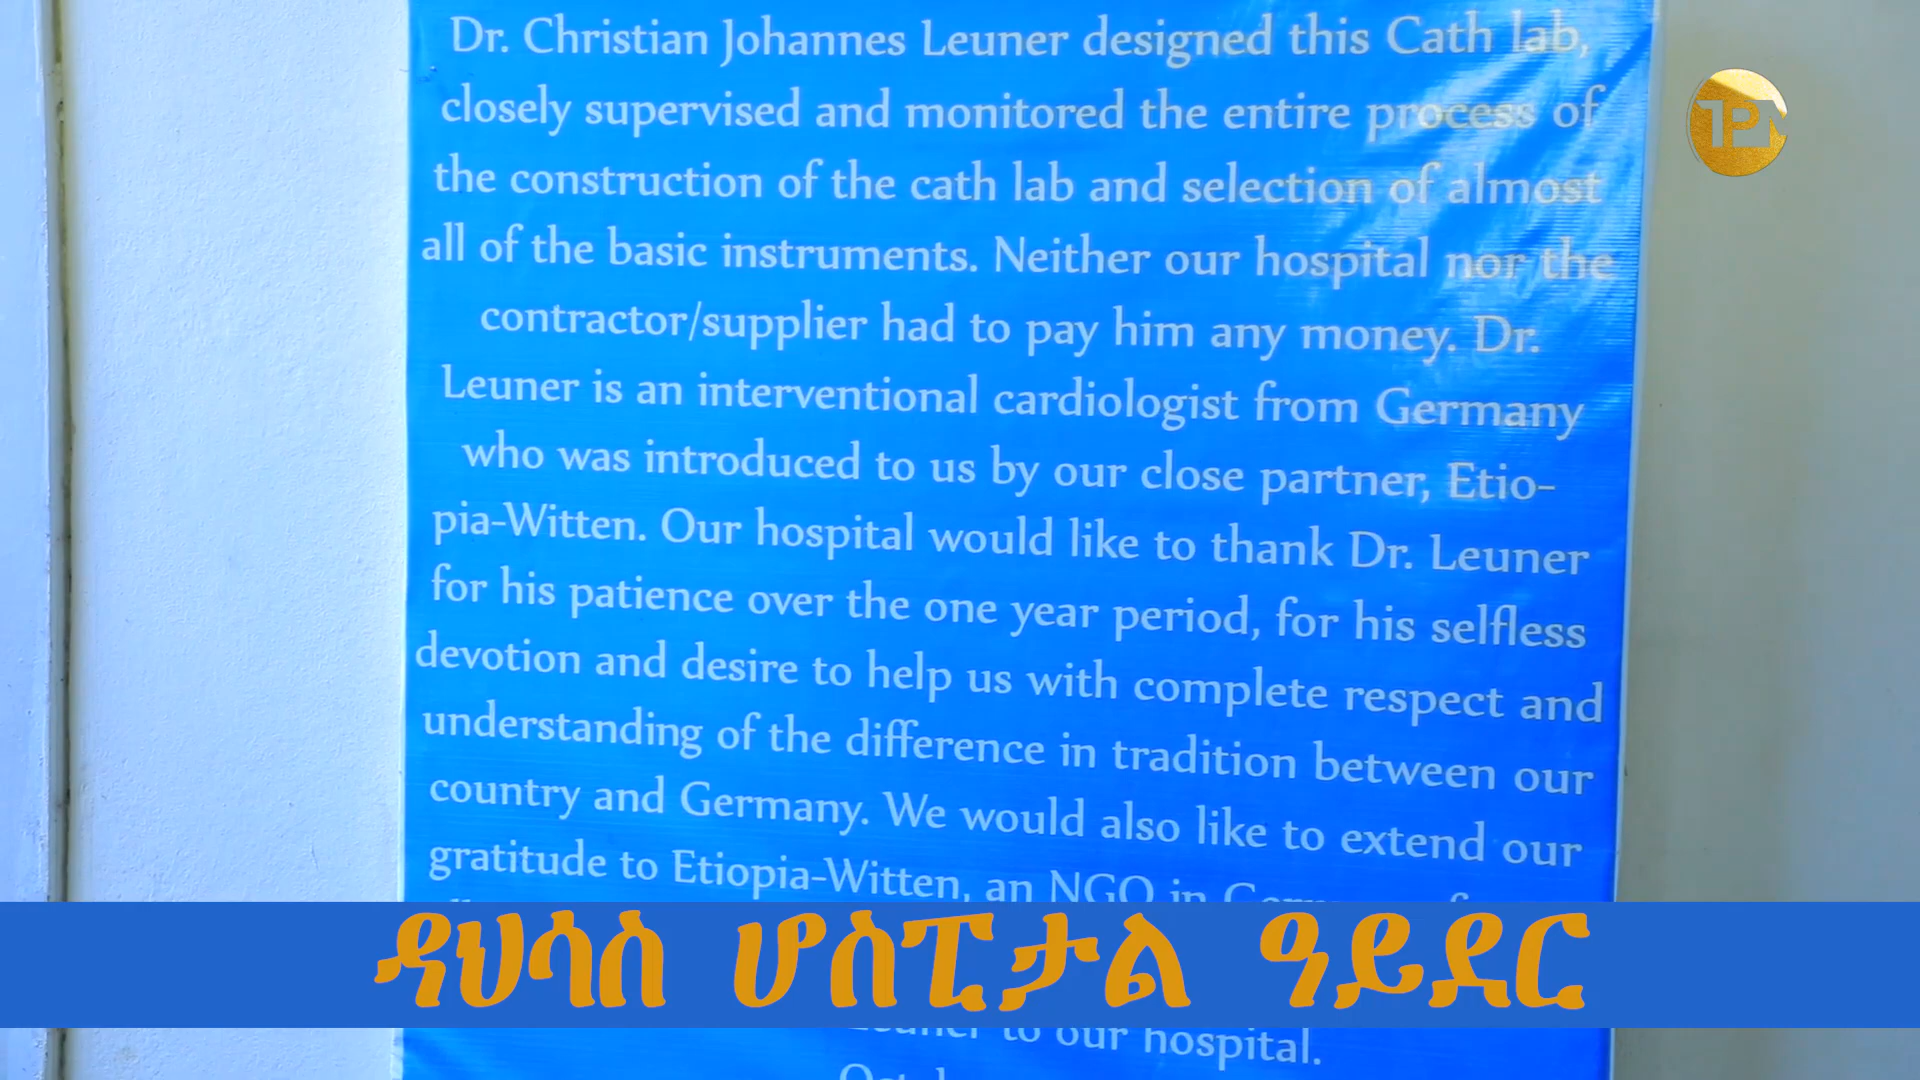 Dr. Christian Johannes Leuner designed this Cath lab,
closely supervised and monitored the entire process of
the construction of the cath lab and selection of almost
all of the basic instruments. Neither our hospital nor the
contractor/supplier had to pay him any money. Dr.
Leuner is an interventional cardiologist from Germany
who was introduced to us by our close partner, Etio-
pia-Witten. Our hospital would like to thank Dr. Leuner
for his patience over the one year period, for his selfless
devotion and desire to help us with complete respect and
understanding of the difference in tradition between our
country and Germany. We would also like to extend our
gratitude to Etiopia-Witten, an NGO in
ዳህሳስ ሆስፒታል ዓይደር
Leuner to our hospital.